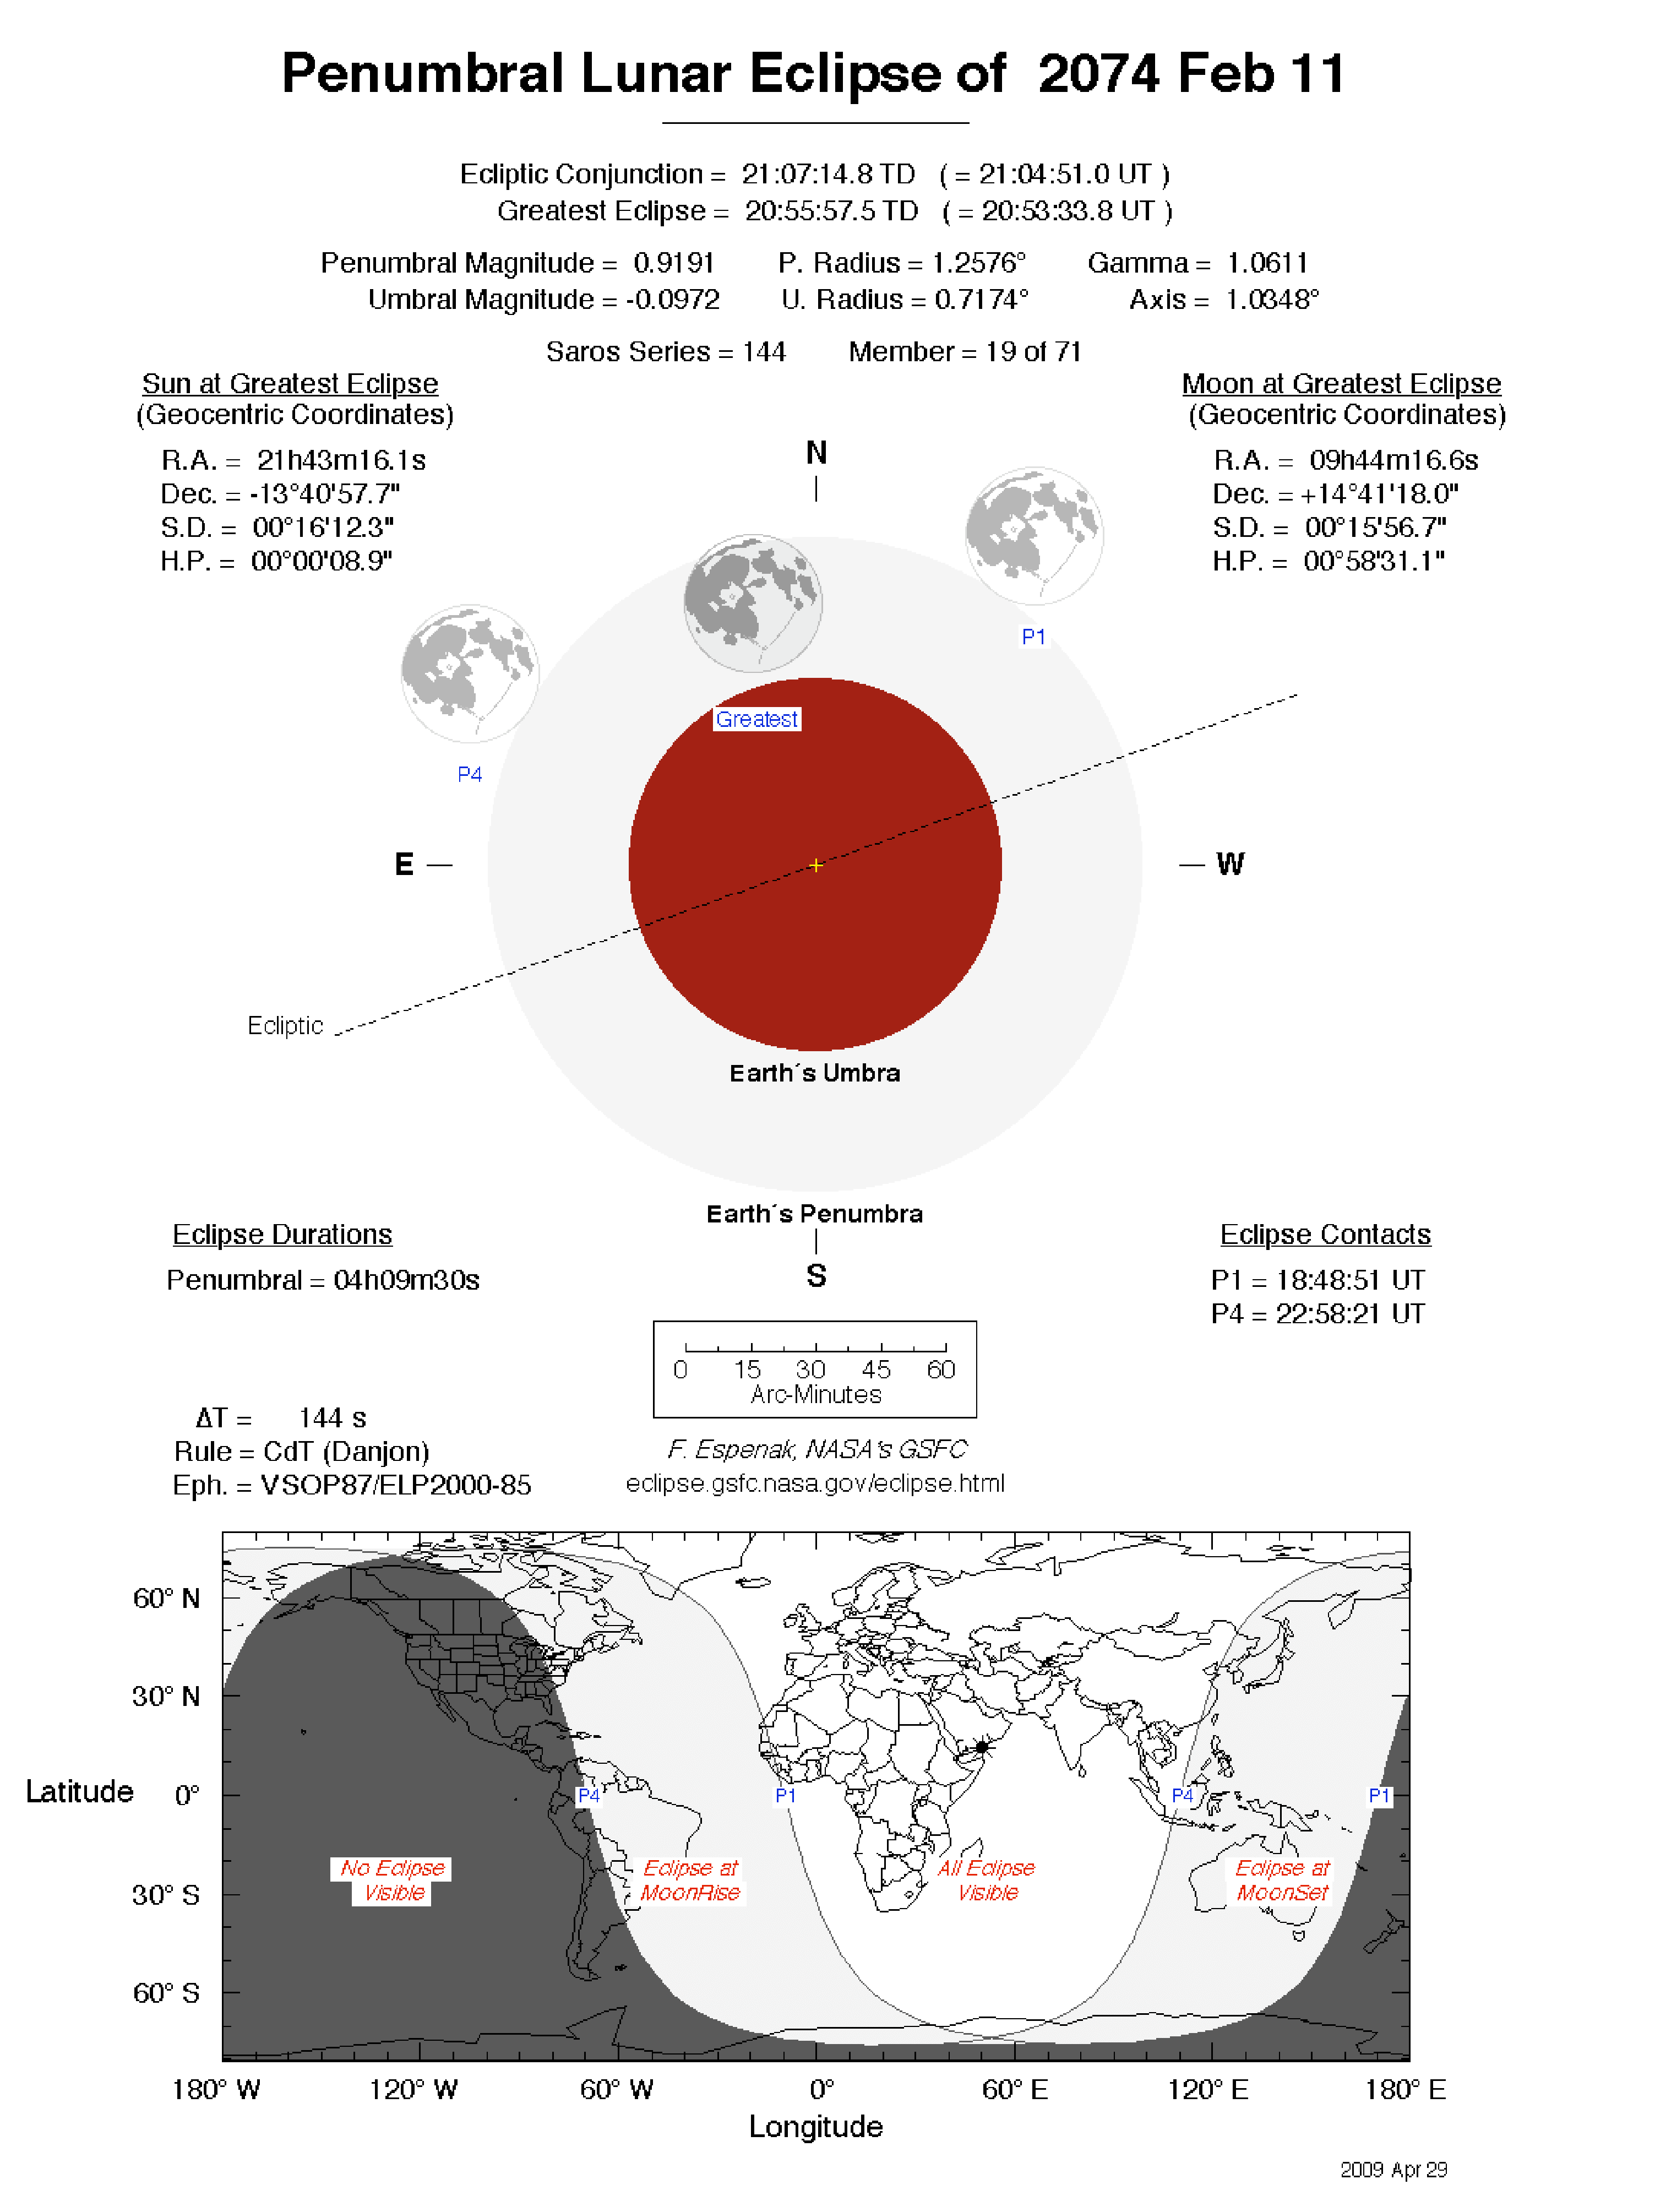 Penumbral Lunar Eclipse of 2074 Feb 11
Ecliptic Conjunction = 21:07:14.8 TD ( = 21:04:51.0 UT )
Greatest Eclipse = 20:55:57.5 TD ( = 20:53:33.8 UT )
Penumbral Magnitude = 0.9191 P. Radius = 1.2576° Gamma = 1.0611
Umbral Magnitude = -0.0972 U. Radius = 0.7174° Axis = 1.0348°
Saros Series = 144 Member = 19 of 71
Sun at Greatest Eclipse
(Geocentric Coordinates)
R.A. = 21h43m16.1s
Dec. = -13°40'57.7"
S.D. = 00°16'12.3"
H.P. = 00°00'08.9"
Moon at Greatest Eclipse
(Geocentric Coordinates)
R.A. = 09h44m16.6s
Dec. = +14°41'18.0"
S.D. = 00°15'56.7"
H.P. = 00°58'31.1"
N
P1
Greatest
P4
E
W
Ecliptic
Earth´s Umbra
Earth´s Penumbra
S
Eclipse Durations
Penumbral = 04h09m30s
Eclipse Contacts
P1 = 18:48:51 UT
P4 = 22:58:21 UT
0 15 30 45 60
Arc-Minutes
ΔT = 144 s
Rule = CdT (Danjon)
Eph. = VSOP87/ELP2000-85
F. Espenak, NASA's GSFC
eclipse.gsfc.nasa.gov/eclipse.html
60° N
30° N
Latitude 0°
30° S
60° S
P4 P1 P4 P1
No Eclipse
Visible
Eclipse at
MoonRise
All Eclipse
Visible
Eclipse at
MoonSet
180° W 120° W 60° W 0° 60° E 120° E 180° E
Longitude
2009 Apr 29